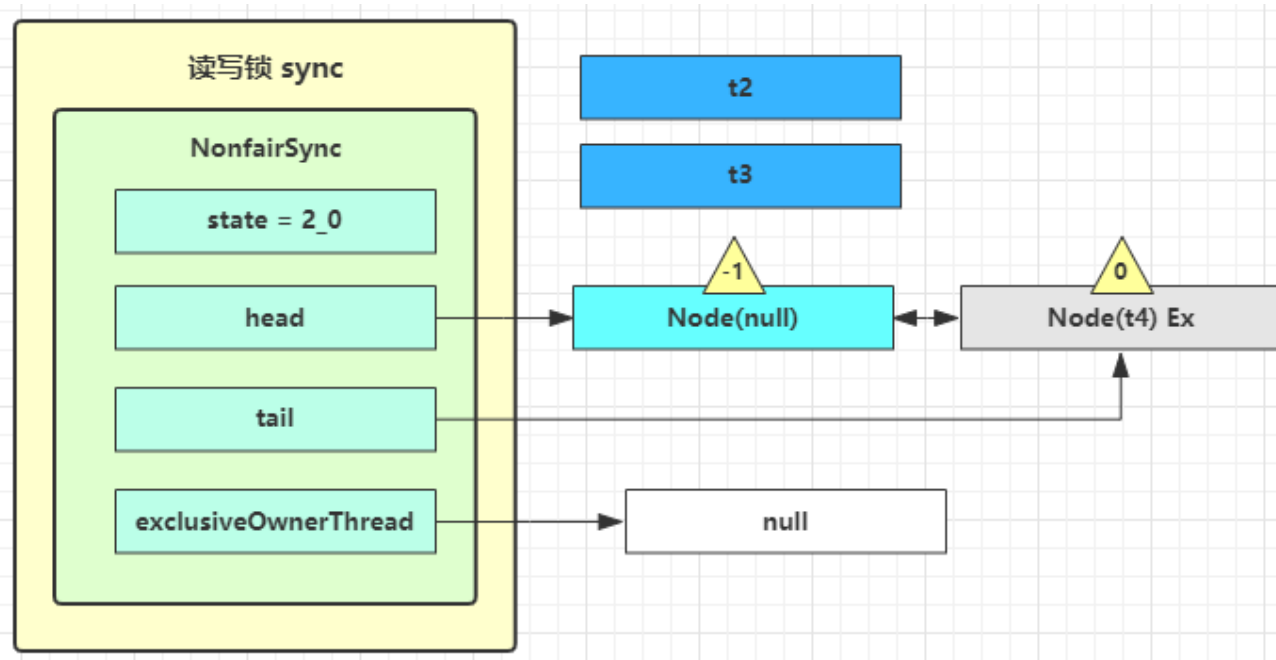 读写锁 sync
NonfairSync
state = 2_0
head
tail
exclusiveOwnerThread
t2
t3
-1
Node(null)
0
Node(t4) Ex
null